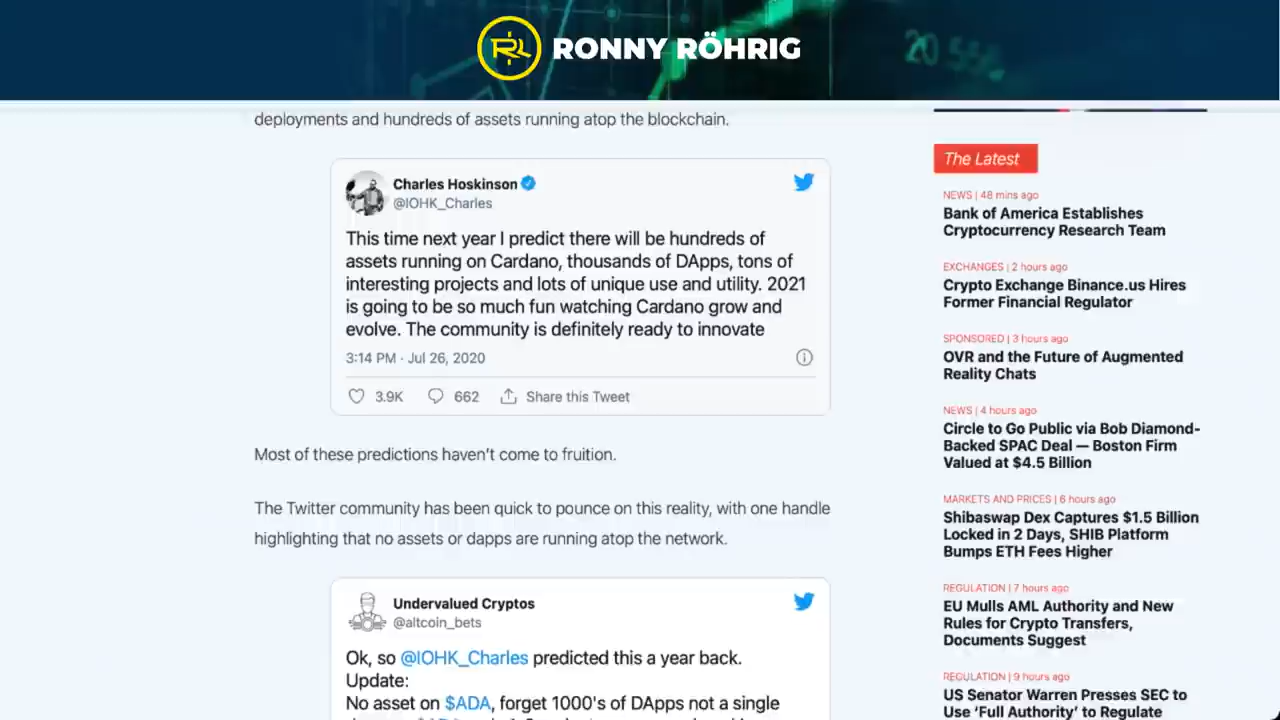 RONNY RÖHRIG
deployments and hundreds of assets running atop the blockchain.
Charles Hoskinson
@IOHK_Charles
This time next year I predict there will be hundreds of
assets running on Cardano, thousands of DApps, tons of
interesting projects and lots of unique use and utility. 2021
is going to be so much fun watching Cardano grow and
evolve. The community is definitely ready to innovate
3:14 PM · Jul 26, 2020
3.9K 662 Share this Tweet
Most of these predictions haven't come to fruition.
The Twitter community has been quick to pounce on this reality, with one handle
highlighting that no assets or dapps are running atop the network.
Undervalued Cryptos
@altcoin_bets
Ok, so @IOHK_Charles predicted this a year back.
Update:
No asset on $ADA, forget 1000's of DApps not a single
The Latest
NEWS | 48 mins ago
Bank of America Establishes
Cryptocurrency Research Team
EXCHANGES | 2 hours ago
Crypto Exchange Binance.us Hires
Former Financial Regulator
SPONSORED | 3 hours ago
OVR and the Future of Augmented
Reality Chats
NEWS | 4 hours ago
Circle to Go Public via Bob Diamond-
Backed SPAC Deal — Boston Firm
Valued at $4.5 Billion
MARKETS AND PRICES | 6 hours ago
Shibaswap Dex Captures $1.5 Billion
Locked in 2 Days, SHIB Platform
Bumps ETH Fees Higher
REGULATION | 7 hours ago
EU Mulls AML Authority and New
Rules for Crypto Transfers,
Documents Suggest
REGULATION | 9 hours ago
US Senator Warren Presses SEC to
Use 'Full Authority' to Regulate